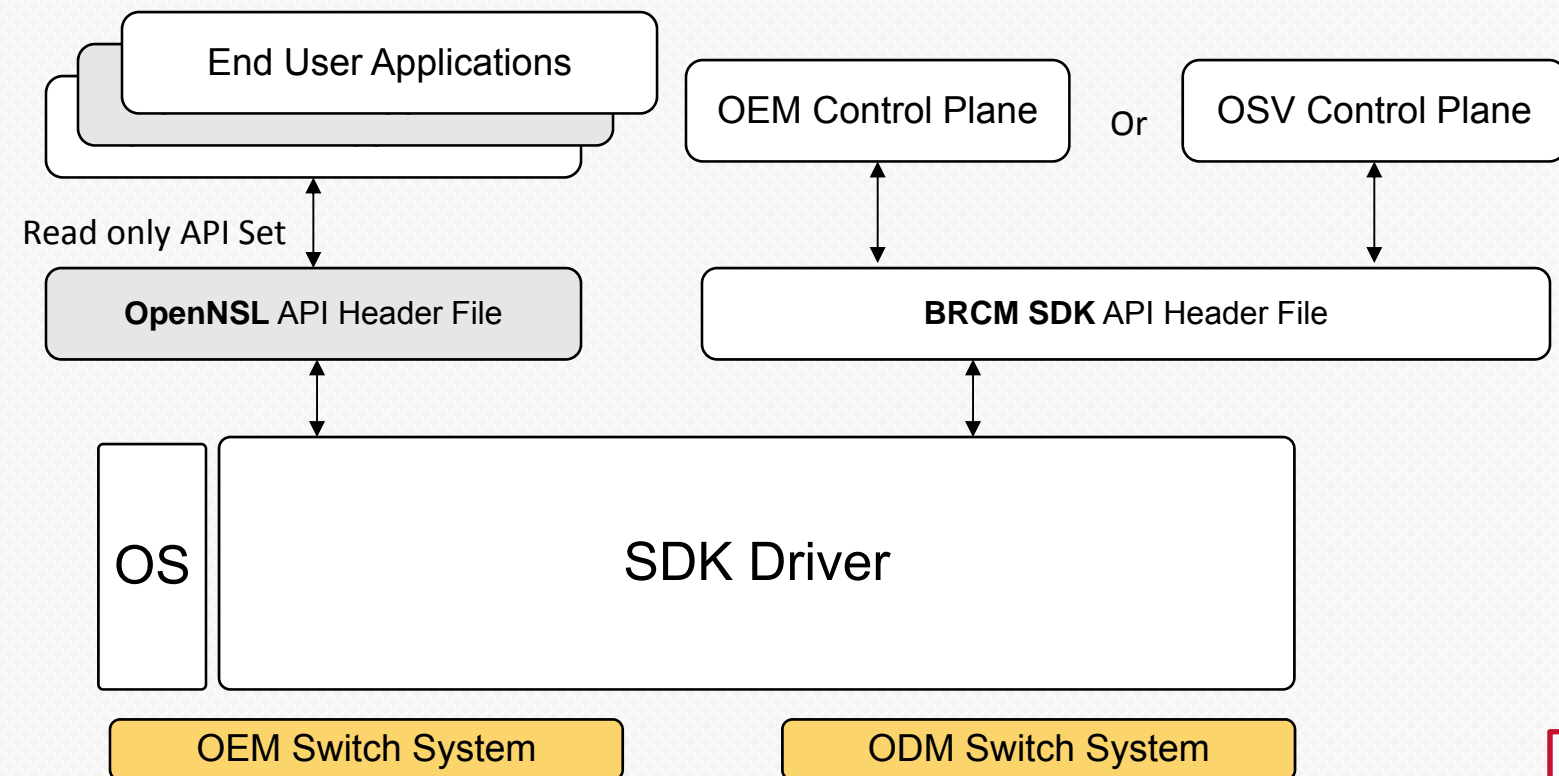 End User Applications
OEM Control Plane
Or
OSV Control Plane
Read only API Set
OpenNSL API Header File
BRCM SDK API Header File
OS
SDK Driver
OEM Switch System
ODM Switch System